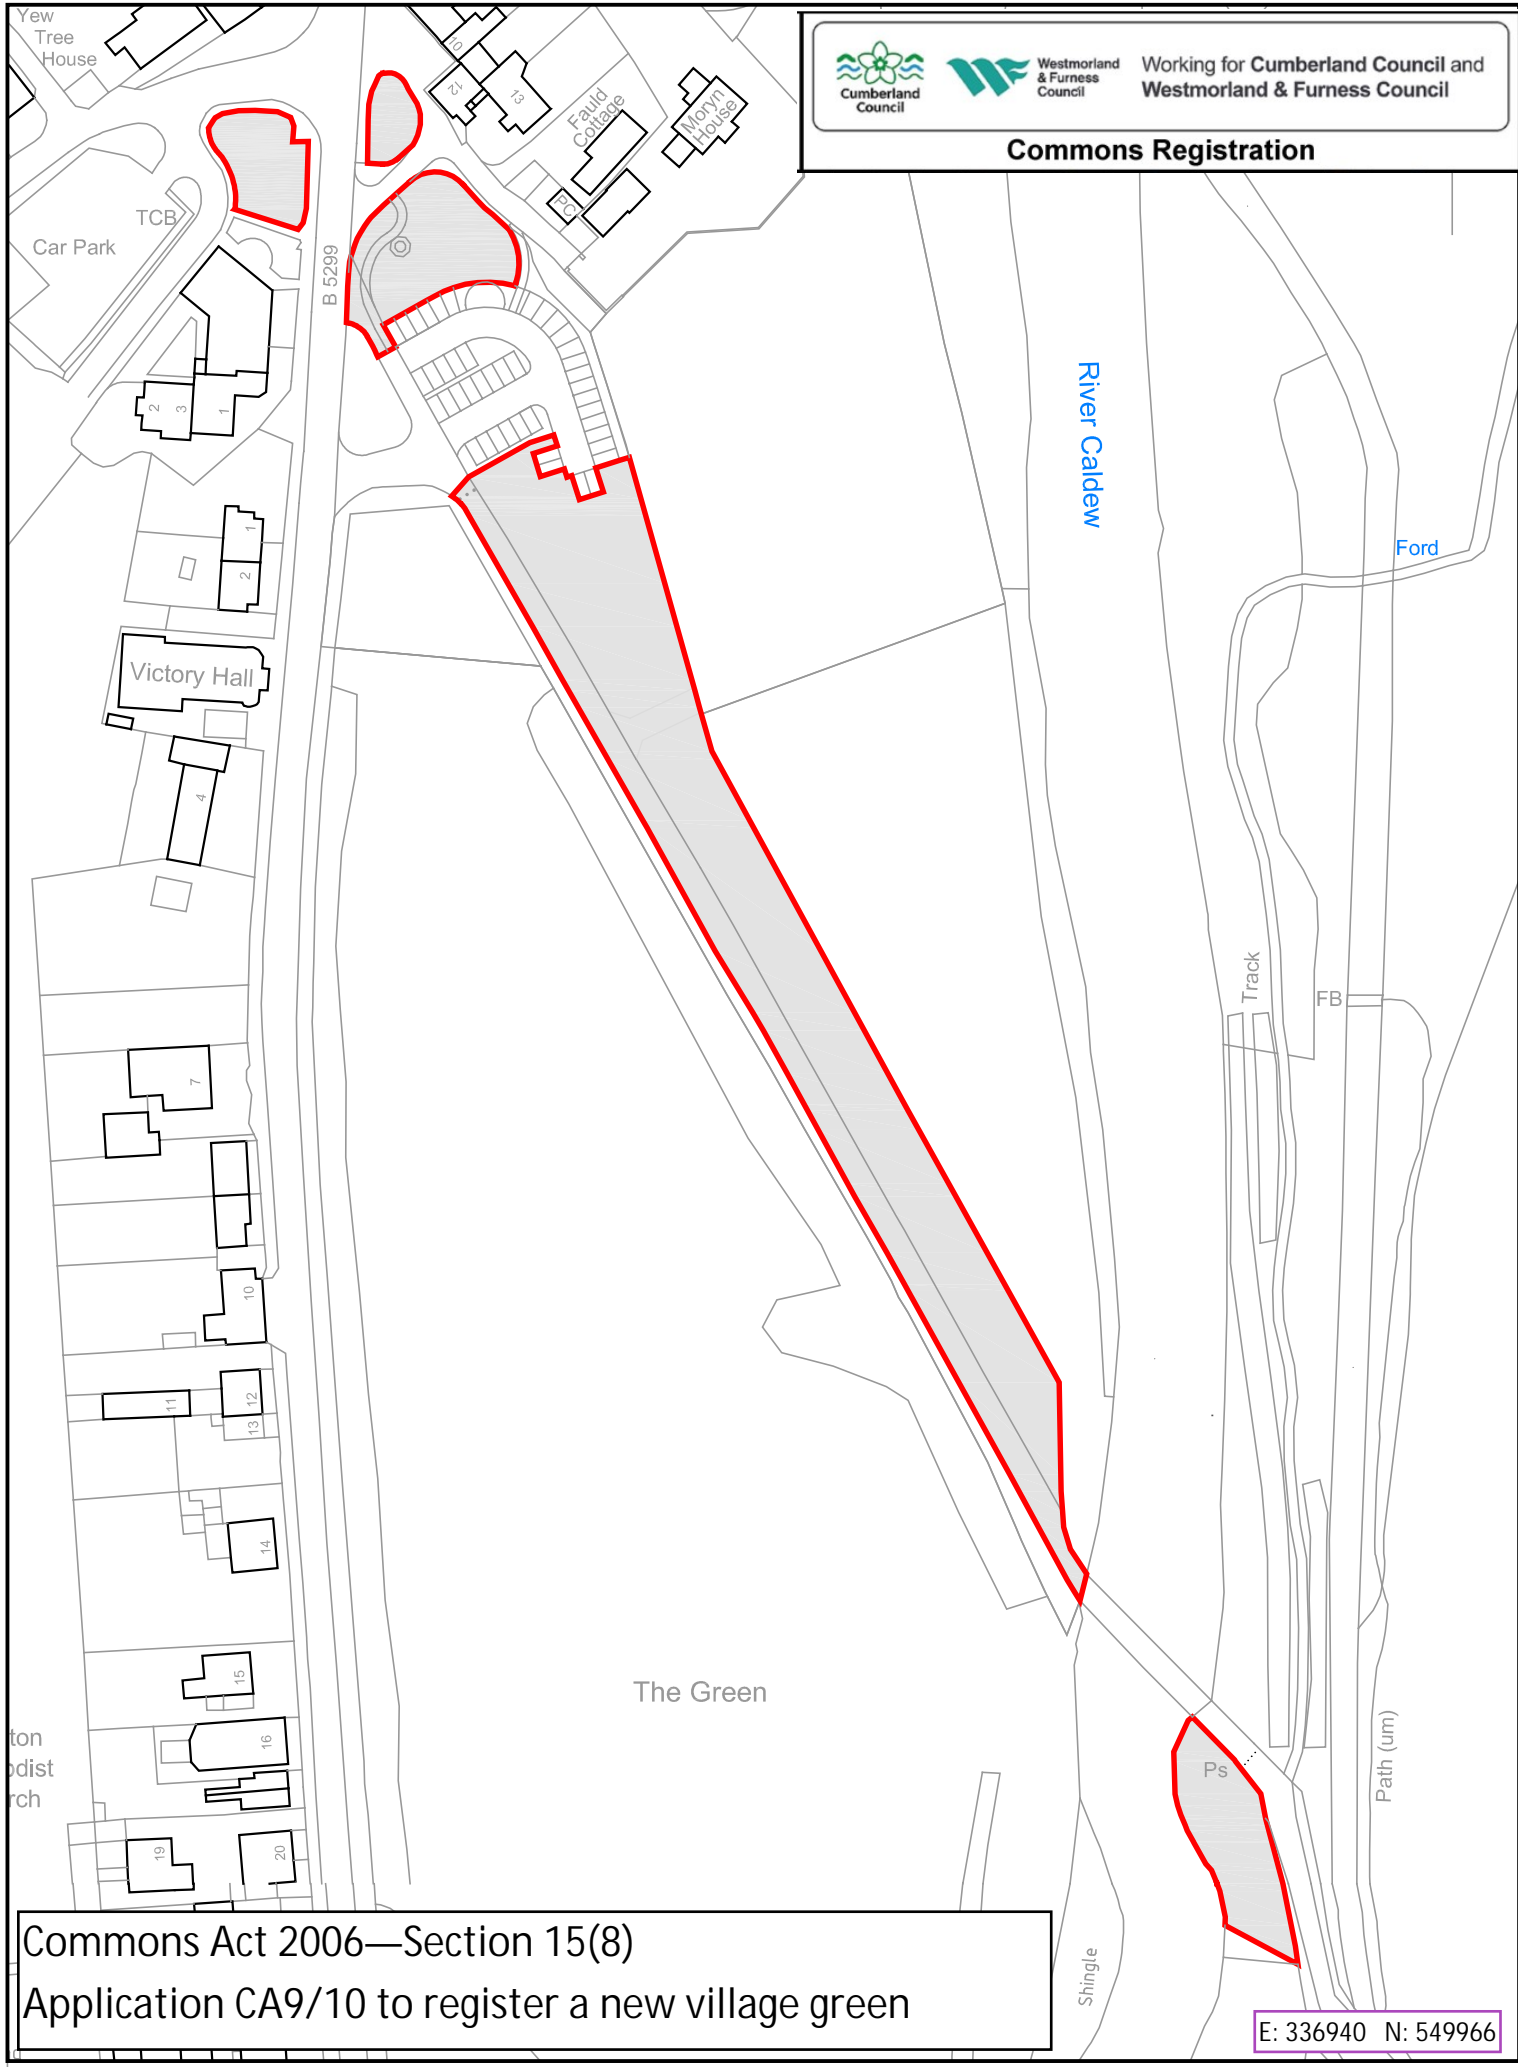 Yew
Tree
House
10
12
13
Fauld
Cottage
Moryn
House
PC
Cumberland
Council
Westmorland
& Furness
Council
Working for Cumberland Council and
Westmorland & Furness Council
Commons Registration
TCB
Car Park
B 5299
2
3
1
River Caldew
Ford
1
2
Victory Hall
4
Track
FB
7
10
11
12
13
14
15
16
The Green
Ps
Path (um)
ton
odist
rch
19
20
Shingle
Commons Act 2006—Section 15(8)
Application CA9/10 to register a new village green
E: 336940 N: 549966